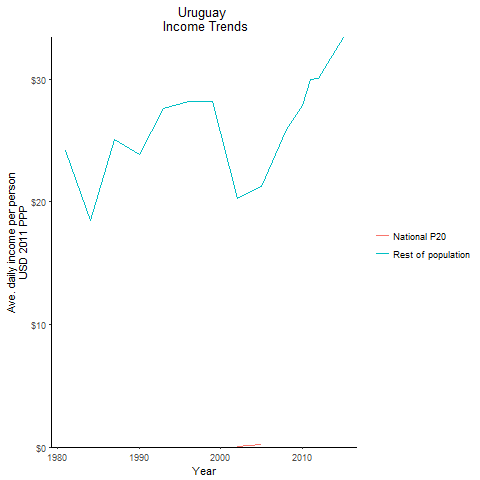 Uruguay
Income Trends
$30
$20
$10
$0
Ave. daily income per person
USD 2011 PPP
1980
1990
2000
2010
Year
National P20
Rest of population